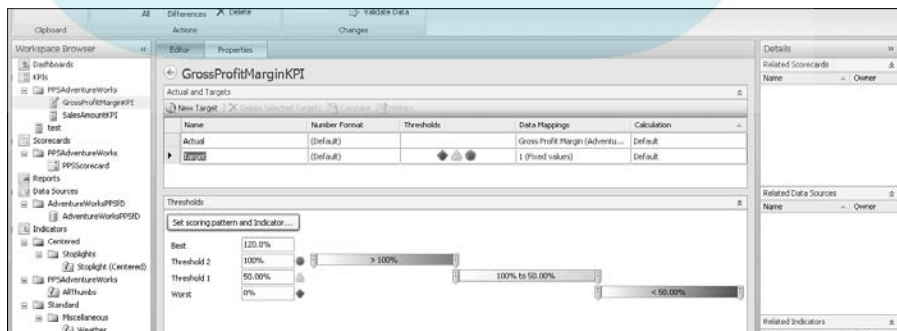 All Differences Delete Validate Data
Clipboard Actions Changes
Workspace Browser «
Dashboards
KPIs
PPSAdventureWorks
GrossProfitMarginKPI
SalesAmountKPI
test
Scorecards
PPSAdventureWorks
PPSScorecard
Reports
Data Sources
AdventureWorksPPSfD
AdventureWorksPPSfD
Indicators
Centered
Stoplights
Stoplight (Centered)
PPSAdventureWorks
AllThumbs
Standard
Miscellaneous
Weather
Editor Properties
GrossProfitMarginKPI
Actual and Targets
New Target Delete Selected Targets Compare History
Name Number Format Thresholds Data Mappings Calculation
Actual (Default) Gross Profit Margin (Adventu... Default
Target (Default) 1 (Fixed values) Default
Thresholds
Set scoring pattern and Indicator...
Best 120.0%
Threshold 2 100% > 100%
Threshold 1 50.00% 100% to 50.00%
Worst 0% < 50.00%
Details »
Related Scorecards
Name Owner
Related Data Sources
Name Owner
Related Indicators